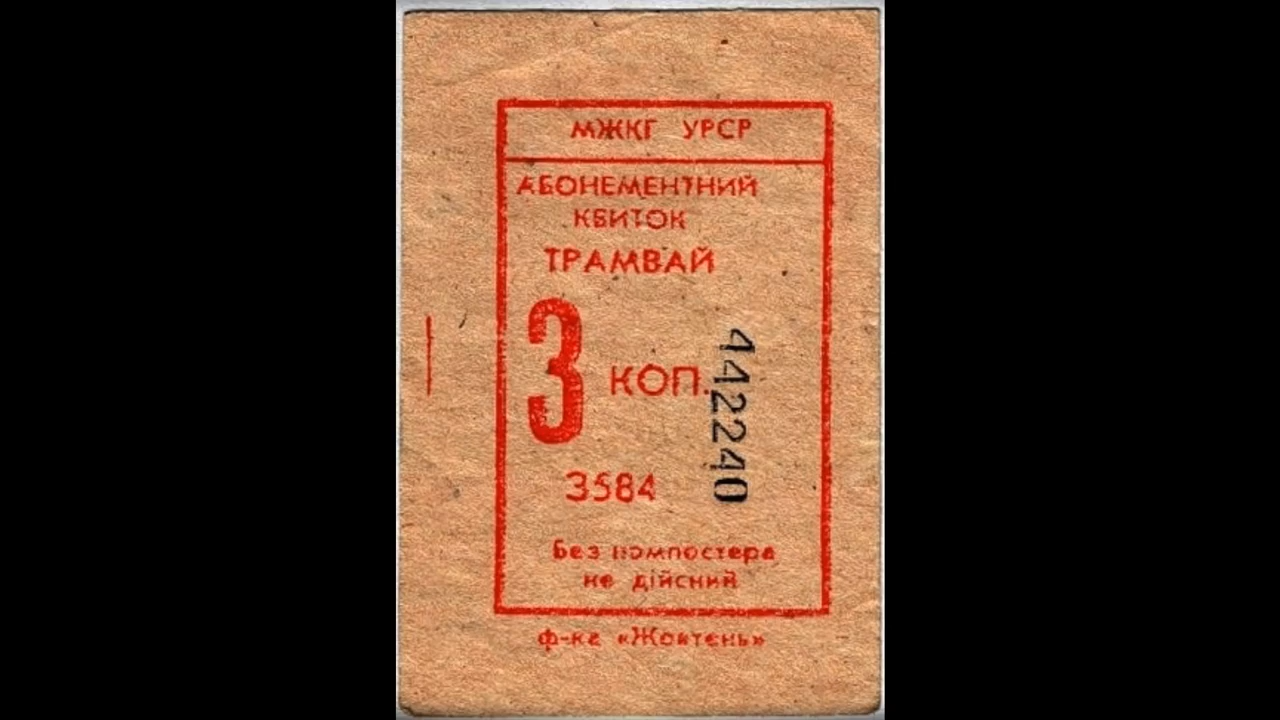 МЖКГ УРСР
АБОНЕМЕНТНИЙ
КВИТОК
ТРАМВАЙ
3 КОП.
442240
3584
Без компостера
не дійсний
ф-ка «Жовтень»